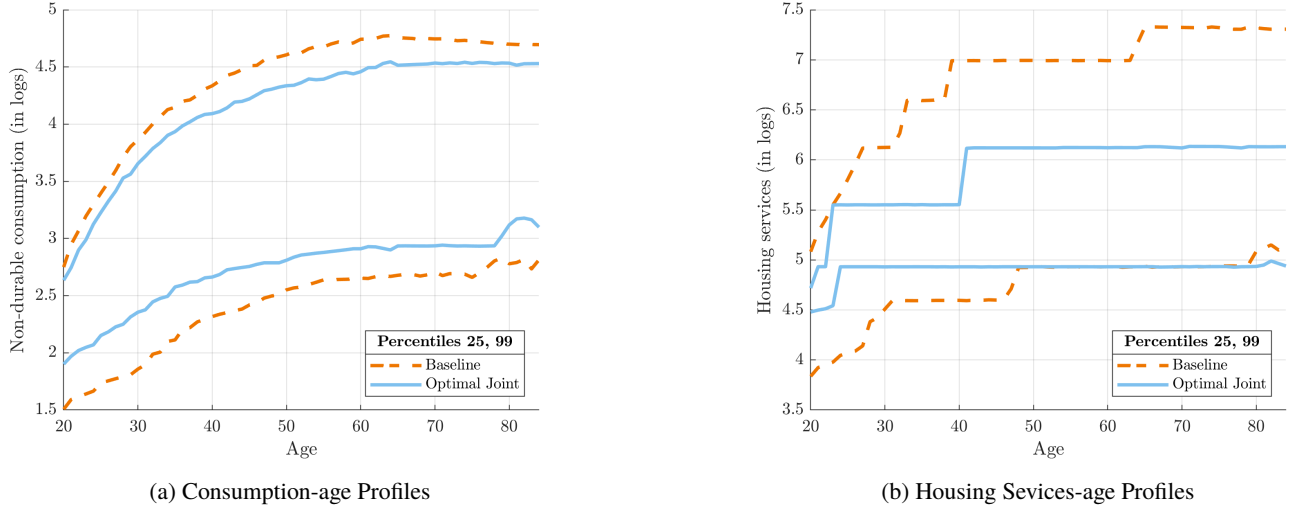 5
4.5
4
3.5
3
2.5
2
1.5
Non-durable consumption (in logs)
20 30 40 50 60 70 80
Age
Percentiles 25, 99
Baseline
Optimal Joint
(a) Consumption-age Profiles
7.5
7
6.5
6
5.5
5
4.5
4
3.5
Housing services (in logs)
20 30 40 50 60 70 80
Age
Percentiles 25, 99
Baseline
Optimal Joint
(b) Housing Sevices-age Profiles